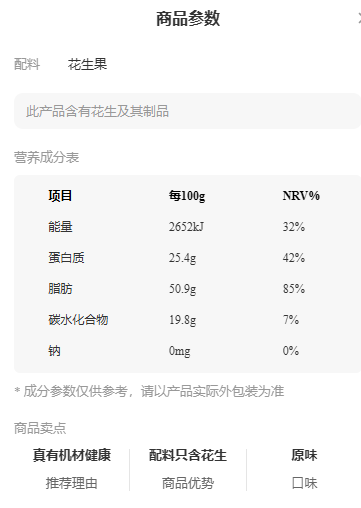 商品参数
配料 花生果
此产品含有花生及其制品
营养成分表
项目 每100g NRV%
能量 2652kJ 32%
蛋白质 25.4g 42%
脂肪 50.9g 85%
碳水化合物 19.8g 7%
钠 0mg 0%
* 成分参数仅供参考，请以产品实际外包装为准
商品卖点
真有机材健康 配料只含花生 原味
推荐理由 商品优势 口味